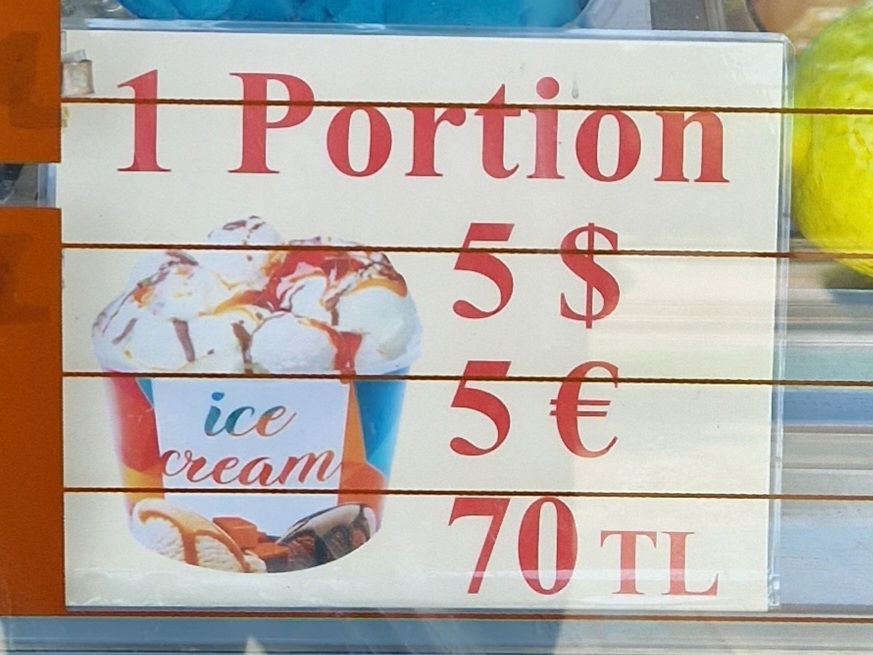 1 Portion
5 $
5 €
70 TL
ice
cream